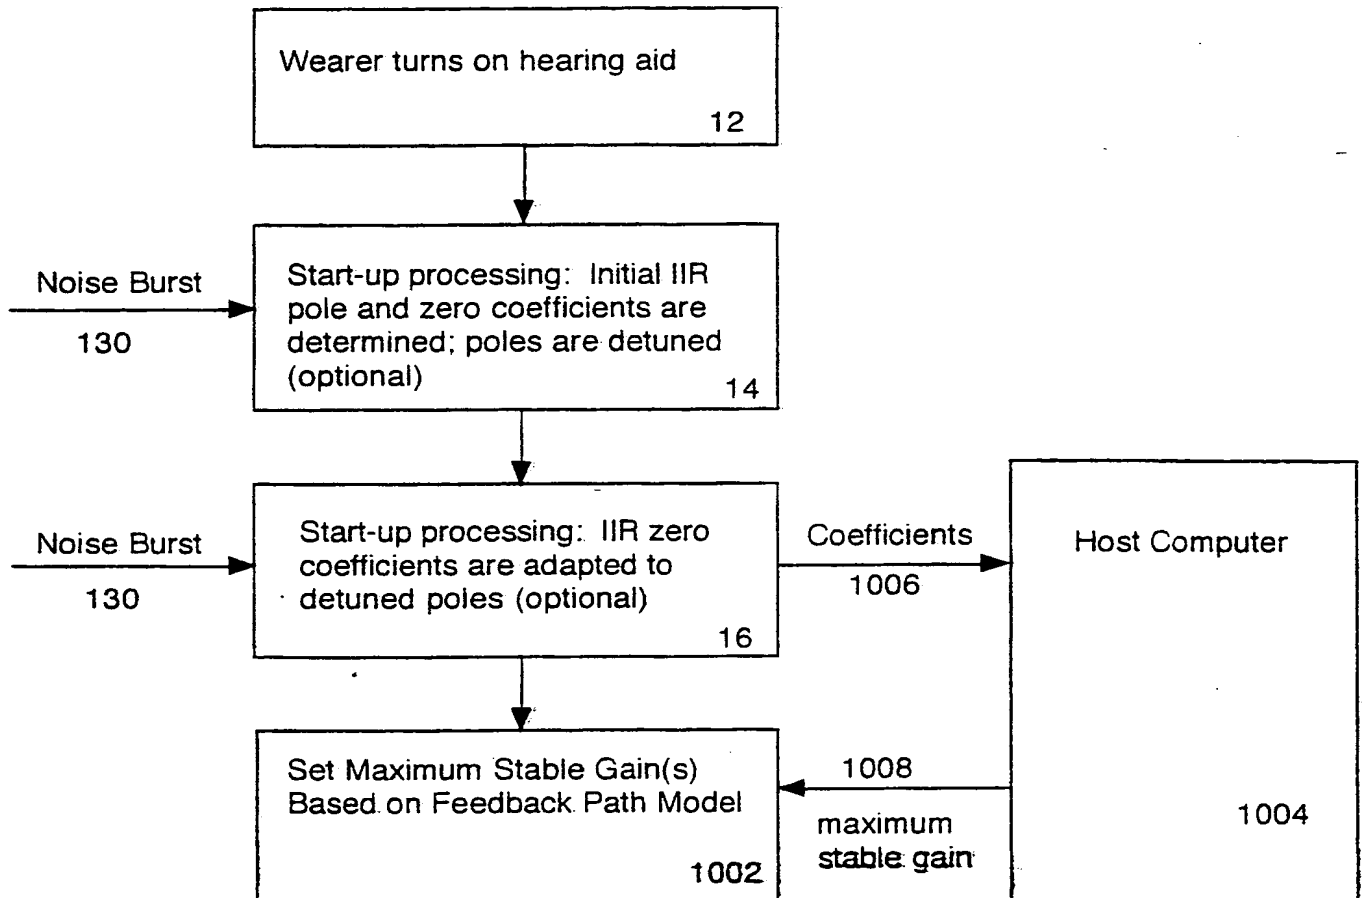 Wearer turns on hearing aid
12
Noise Burst
130
Start-up processing: Initial IIR
pole and zero coefficients are
determined; poles are detuned
(optional)
14
Noise Burst
130
Start-up processing: IIR zero
coefficients are adapted to
detuned poles (optional)
16
Coefficients
1006
Host Computer
1004
Set Maximum Stable Gain(s)
Based on Feedback Path Model
1002
1008
maximum
stable gain